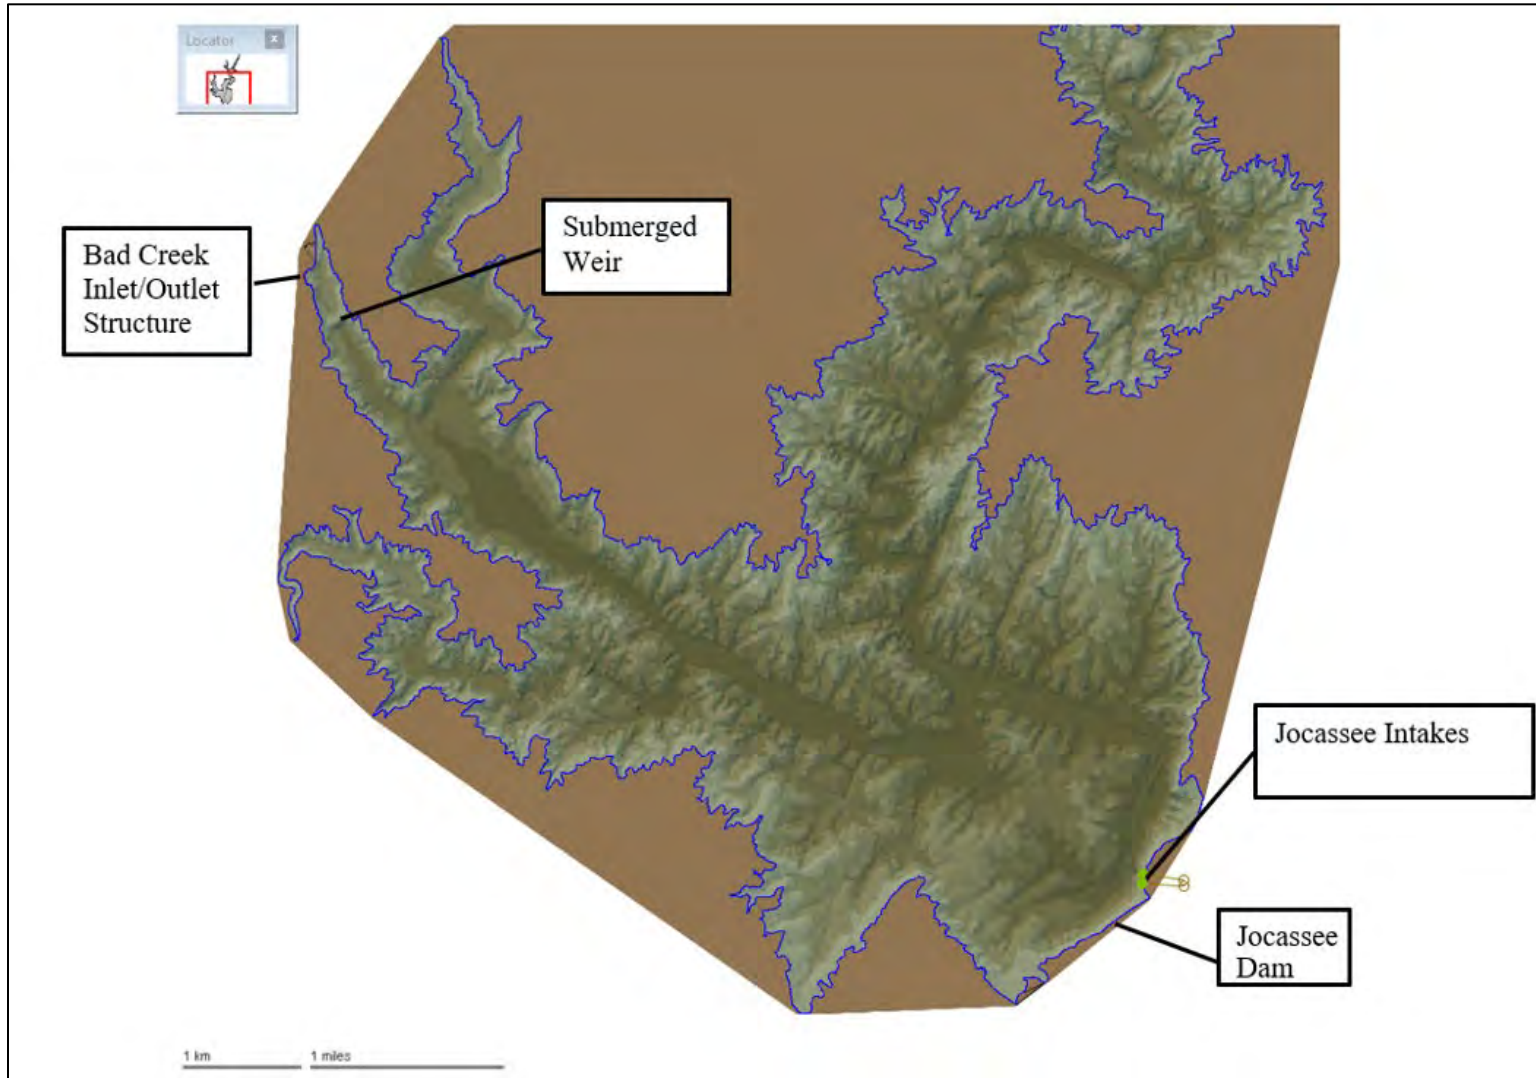 Locator
Submerged
Weir
Bad Creek
Inlet/Outlet
Structure
Jocassee Intakes
Jocassee
Dam
1 km
1 miles